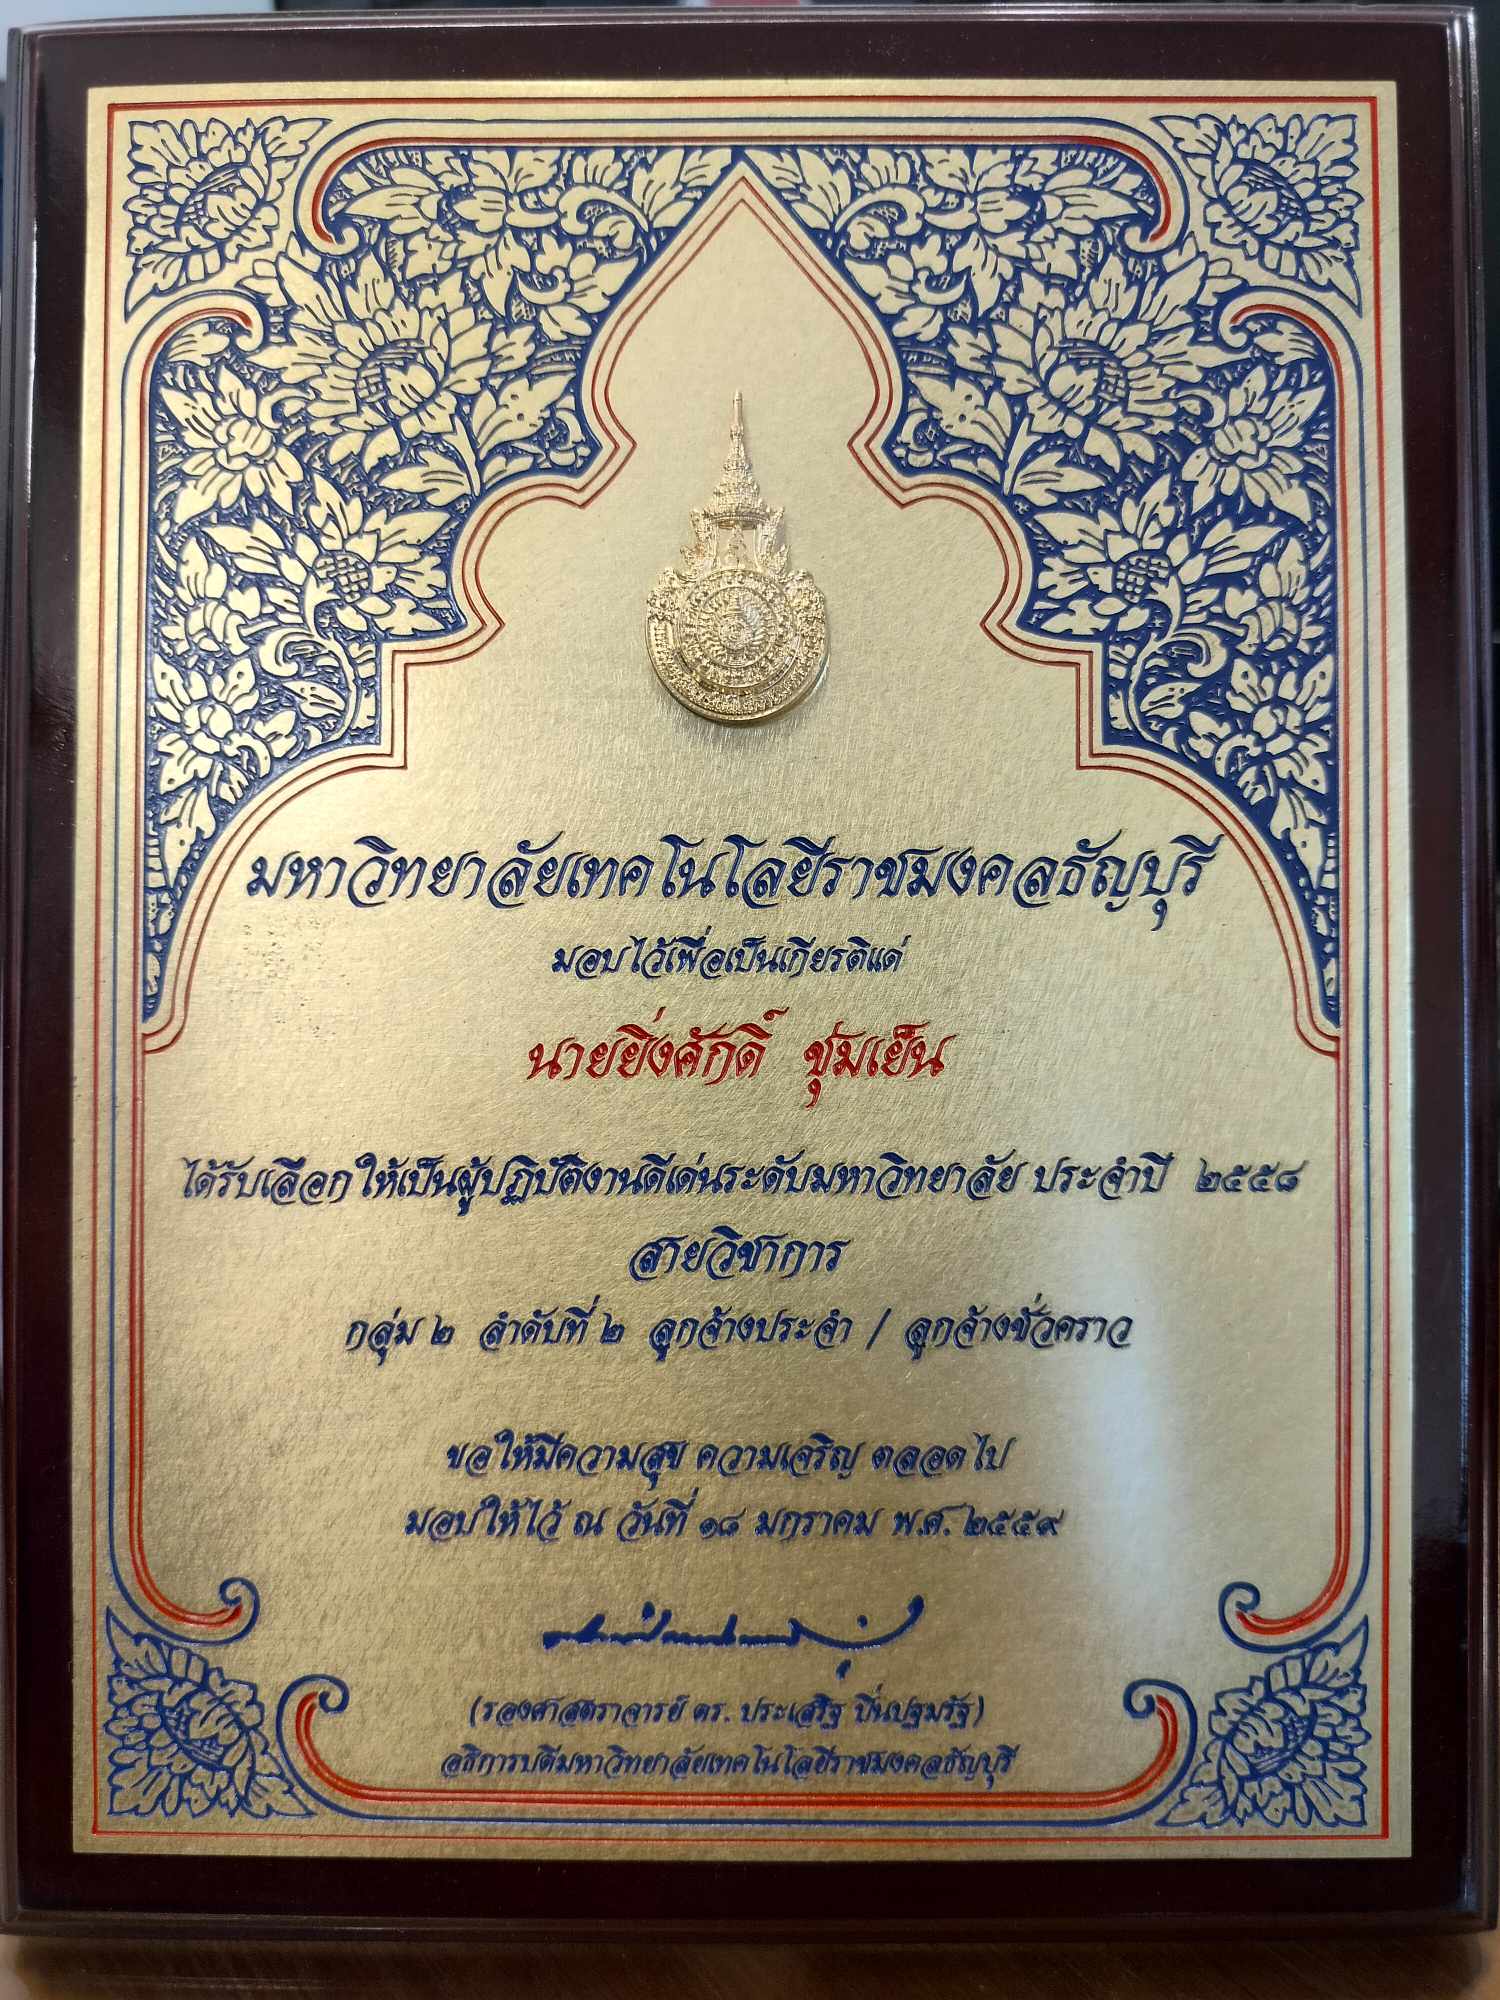 มหาวิทยาลัยเทคโนโลยีราชมงคลธัญบุรี
มอบไว้เพื่อเป็นเกียรติแด่
นายยิ่งศักดิ์ ชุมเย็น
ได้รับเลือกให้เป็นผู้ปฏิบัติงานดีเด่นระดับมหาวิทยาลัย ประจำปี ๒๕๕๘
สายวิชาการ
กลุ่ม ๒ ลำดับที่ ๒ ลูกจ้างประจำ / ลูกจ้างชั่วคราว
ขอให้มีความสุข ความเจริญ ตลอดไป
มอบให้ไว้ ณ วันที่ ๑๘ มกราคม พ.ศ. ๒๕๕๙
(รองศาสตราจารย์ ดร. ประเสริฐ ปิ่นปฐมรัฐ)
อธิการบดีมหาวิทยาลัยเทคโนโลยีราชมงคลธัญบุรี